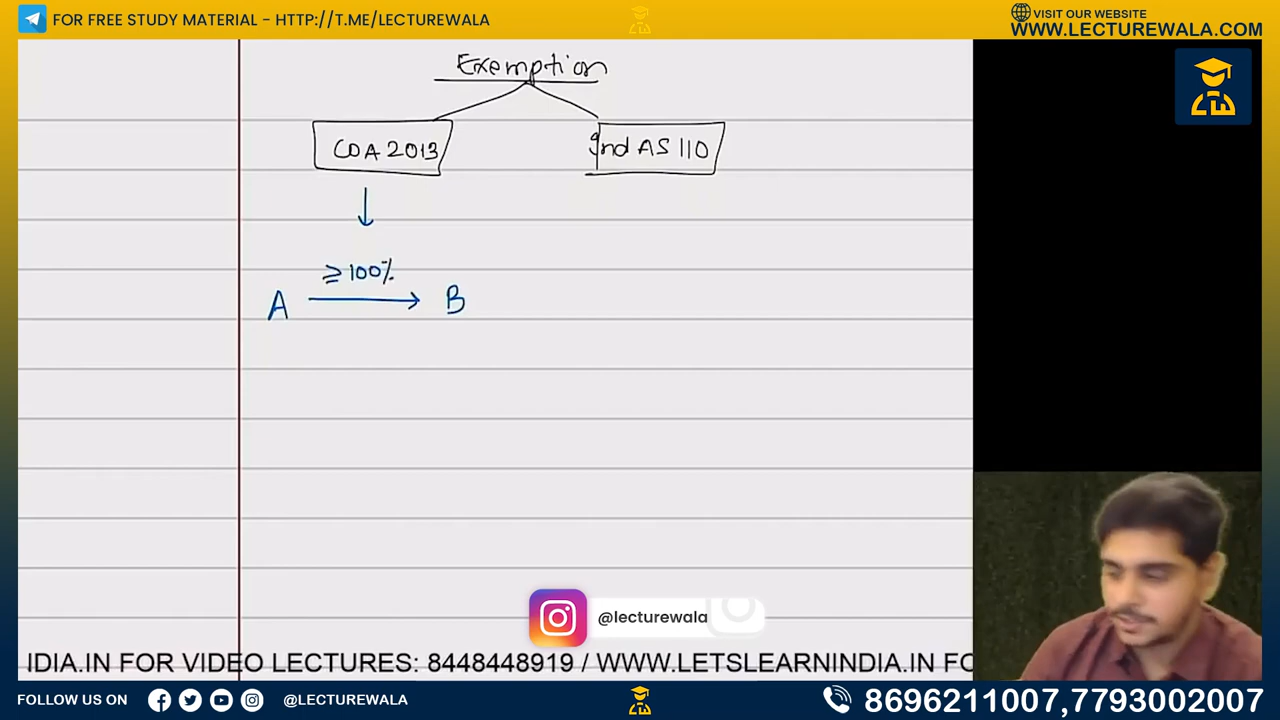 FOR FREE STUDY MATERIAL - HTTP://T.ME/LECTUREWALA
VISIT OUR WEBSITE
WWW.LECTUREWALA.COM
Exemption
COA 2013
Ind AS 110
≥ 100%
A → B
@lecturewala
IDIA.IN FOR VIDEO LECTURES: 8448448919 / WWW.LETSLEARNINDIA.IN FO
FOLLOW US ON
@LECTUREWALA
8696211007,7793002007